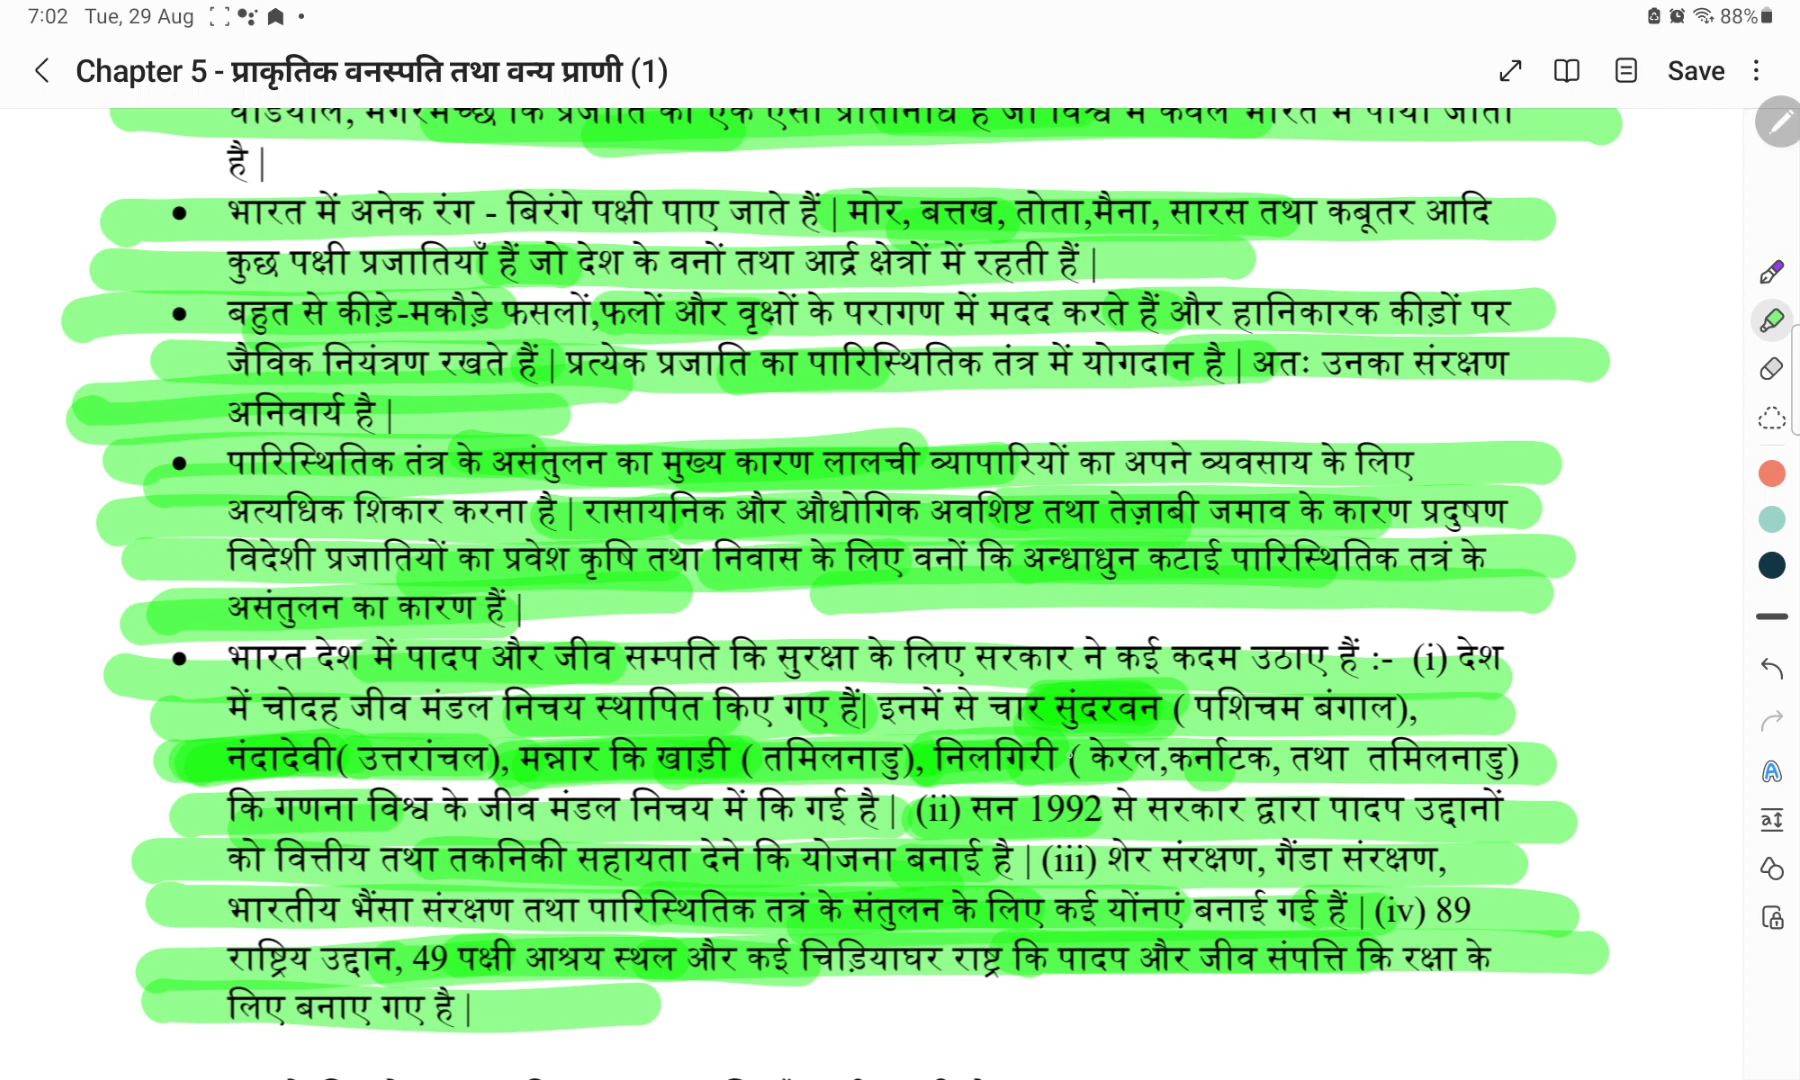 7:02 Tue, 29 Aug
88%
Chapter 5 - प्राकृतिक वनस्पति तथा वन्य प्राणी (1)
Save
घड़ियाल, मगरमच्छ कि प्रजाति का एक ऐसा प्रतिनिधि है जो विश्व में केवल भारत में पाया जाता
है |
• भारत में अनेक रंग - बिरंगे पक्षी पाए जाते हैं | मोर, बत्तख, तोता,मैना, सारस तथा कबूतर आदि
कुछ पक्षी प्रजातियाँ हैं जो देश के वनों तथा आर्द्र क्षेत्रों में रहती हैं |
• बहुत से कीड़े-मकौड़े फसलों,फलों और वृक्षों के परागण में मदद करते हैं और हानिकारक कीड़ों पर
जैविक नियंत्रण रखते हैं | प्रत्येक प्रजाति का पारिस्थितिक तंत्र में योगदान है | अतः उनका संरक्षण
अनिवार्य है |
• पारिस्थितिक तंत्र के असंतुलन का मुख्य कारण लालची व्यापारियों का अपने व्यवसाय के लिए
अत्यधिक शिकार करना है | रासायनिक और औधोगिक अवशिष्ट तथा तेज़ाबी जमाव के कारण प्रदुषण
विदेशी प्रजातियों का प्रवेश कृषि तथा निवास के लिए वनों कि अन्धाधुन कटाई पारिस्थितिक तत्रं के
असंतुलन का कारण हैं |
• भारत देश में पादप और जीव सम्पति कि सुरक्षा के लिए सरकार ने कई कदम उठाए हैं :- (i) देश
में चोदह जीव मंडल निचय स्थापित किए गए हैं| इनमें से चार सुंदरवन ( पशिचम बंगाल),
नंदादेवी( उत्तरांचल), मन्नार कि खाड़ी ( तमिलनाडु), निलगिरी ( केरल,कर्नाटक, तथा तमिलनाडु)
कि गणना विश्व के जीव मंडल निचय में कि गई है | (ii) सन 1992 से सरकार द्वारा पादप उद्दानों
को वित्तीय तथा तकनिकी सहायता देने कि योजना बनाई है | (iii) शेर संरक्षण, गैंडा संरक्षण,
भारतीय भैंसा संरक्षण तथा पारिस्थितिक तत्रं के संतुलन के लिए कई योंनएं बनाई गई हैं | (iv) 89
राष्ट्रिय उद्दान, 49 पक्षी आश्रय स्थल और कई चिड़ियाघर राष्ट्र कि पादप और जीव संपत्ति कि रक्षा के
लिए बनाए गए है |